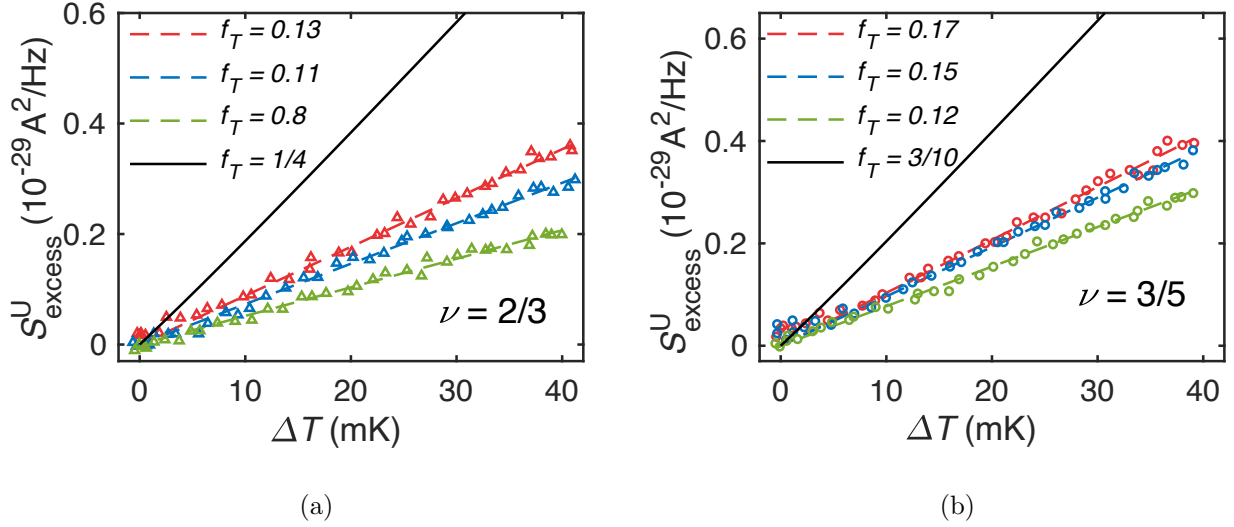 0.6
0.4
0.2
0
S^U_excess (10^-29 A^2/Hz)
f_T = 0.13
f_T = 0.11
f_T = 0.8
f_T = 1/4
ν = 2/3
0 10 20 30 40
ΔT (mK)
(a)
0.6
0.4
0.2
0
S^U_excess (10^-29 A^2/Hz)
f_T = 0.17
f_T = 0.15
f_T = 0.12
f_T = 3/10
ν = 3/5
0 10 20 30 40
ΔT (mK)
(b)